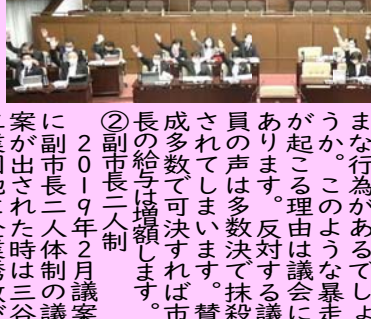 まな行為があるでしょ
うか。このような暴走
が起こる理由は議会に
あります。反対する議
員の声は多数決で抹殺
されてしまいます。賛
成多数で可決すれば市
長の給与は増額します。
②副市長二人制
2019年2月議案
に副市長二人体制の議
案が出された時は三谷